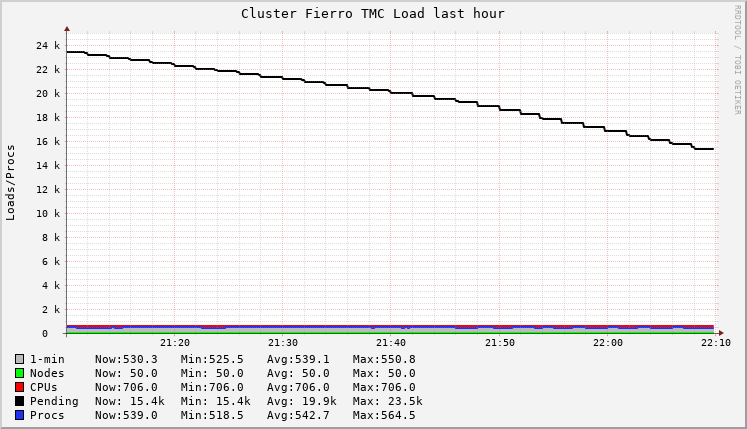 Cluster Fierro TMC Load last hour
RRDTOOL / TOBI OETIKER
Loads/Procs
24 k
22 k
20 k
18 k
16 k
14 k
12 k
10 k
8 k
6 k
4 k
2 k
0
21:20 21:30 21:40 21:50 22:00 22:10
1-min Now:530.3 Min:525.5 Avg:539.1 Max:550.8
Nodes Now: 50.0 Min: 50.0 Avg: 50.0 Max: 50.0
CPUs Now:706.0 Min:706.0 Avg:706.0 Max:706.0
Pending Now: 15.4k Min: 15.4k Avg: 19.9k Max: 23.5k
Procs Now:539.0 Min:518.5 Avg:542.7 Max:564.5